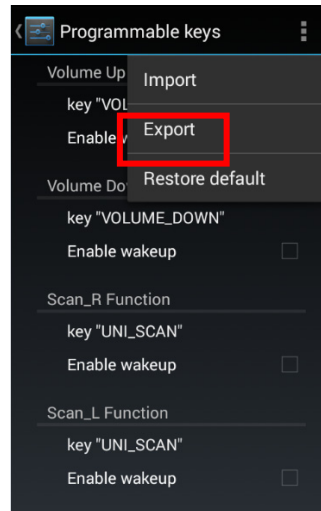 Programmable keys
Volume Up
Import
key "VOL
Export
Enable
Volume Do
Restore default
key "VOLUME_DOWN"
Enable wakeup
Scan_R Function
key "UNI_SCAN"
Enable wakeup
Scan_L Function
key "UNI_SCAN"
Enable wakeup